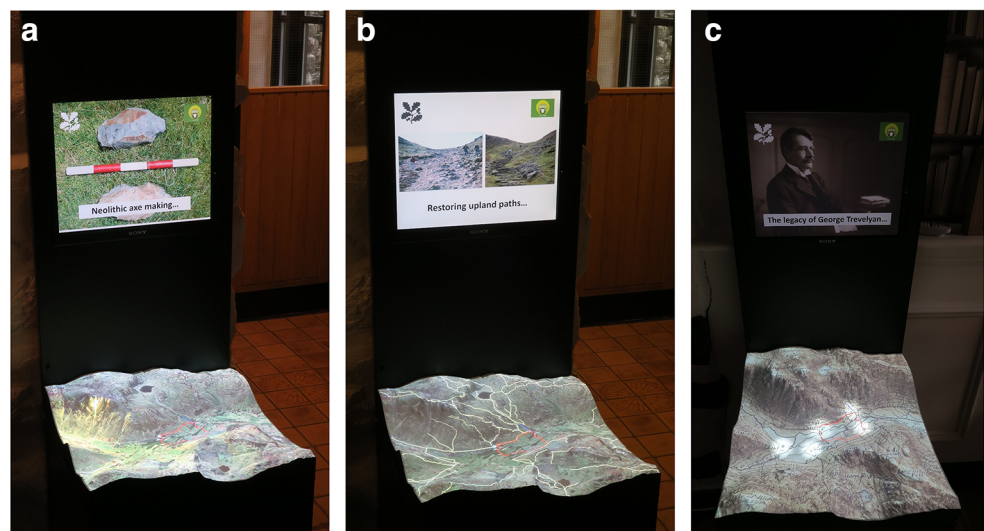 a
Neolithic axe making...
SONY
b
Restoring upland paths...
SONY
c
The legacy of George Trevelyan...
SONY